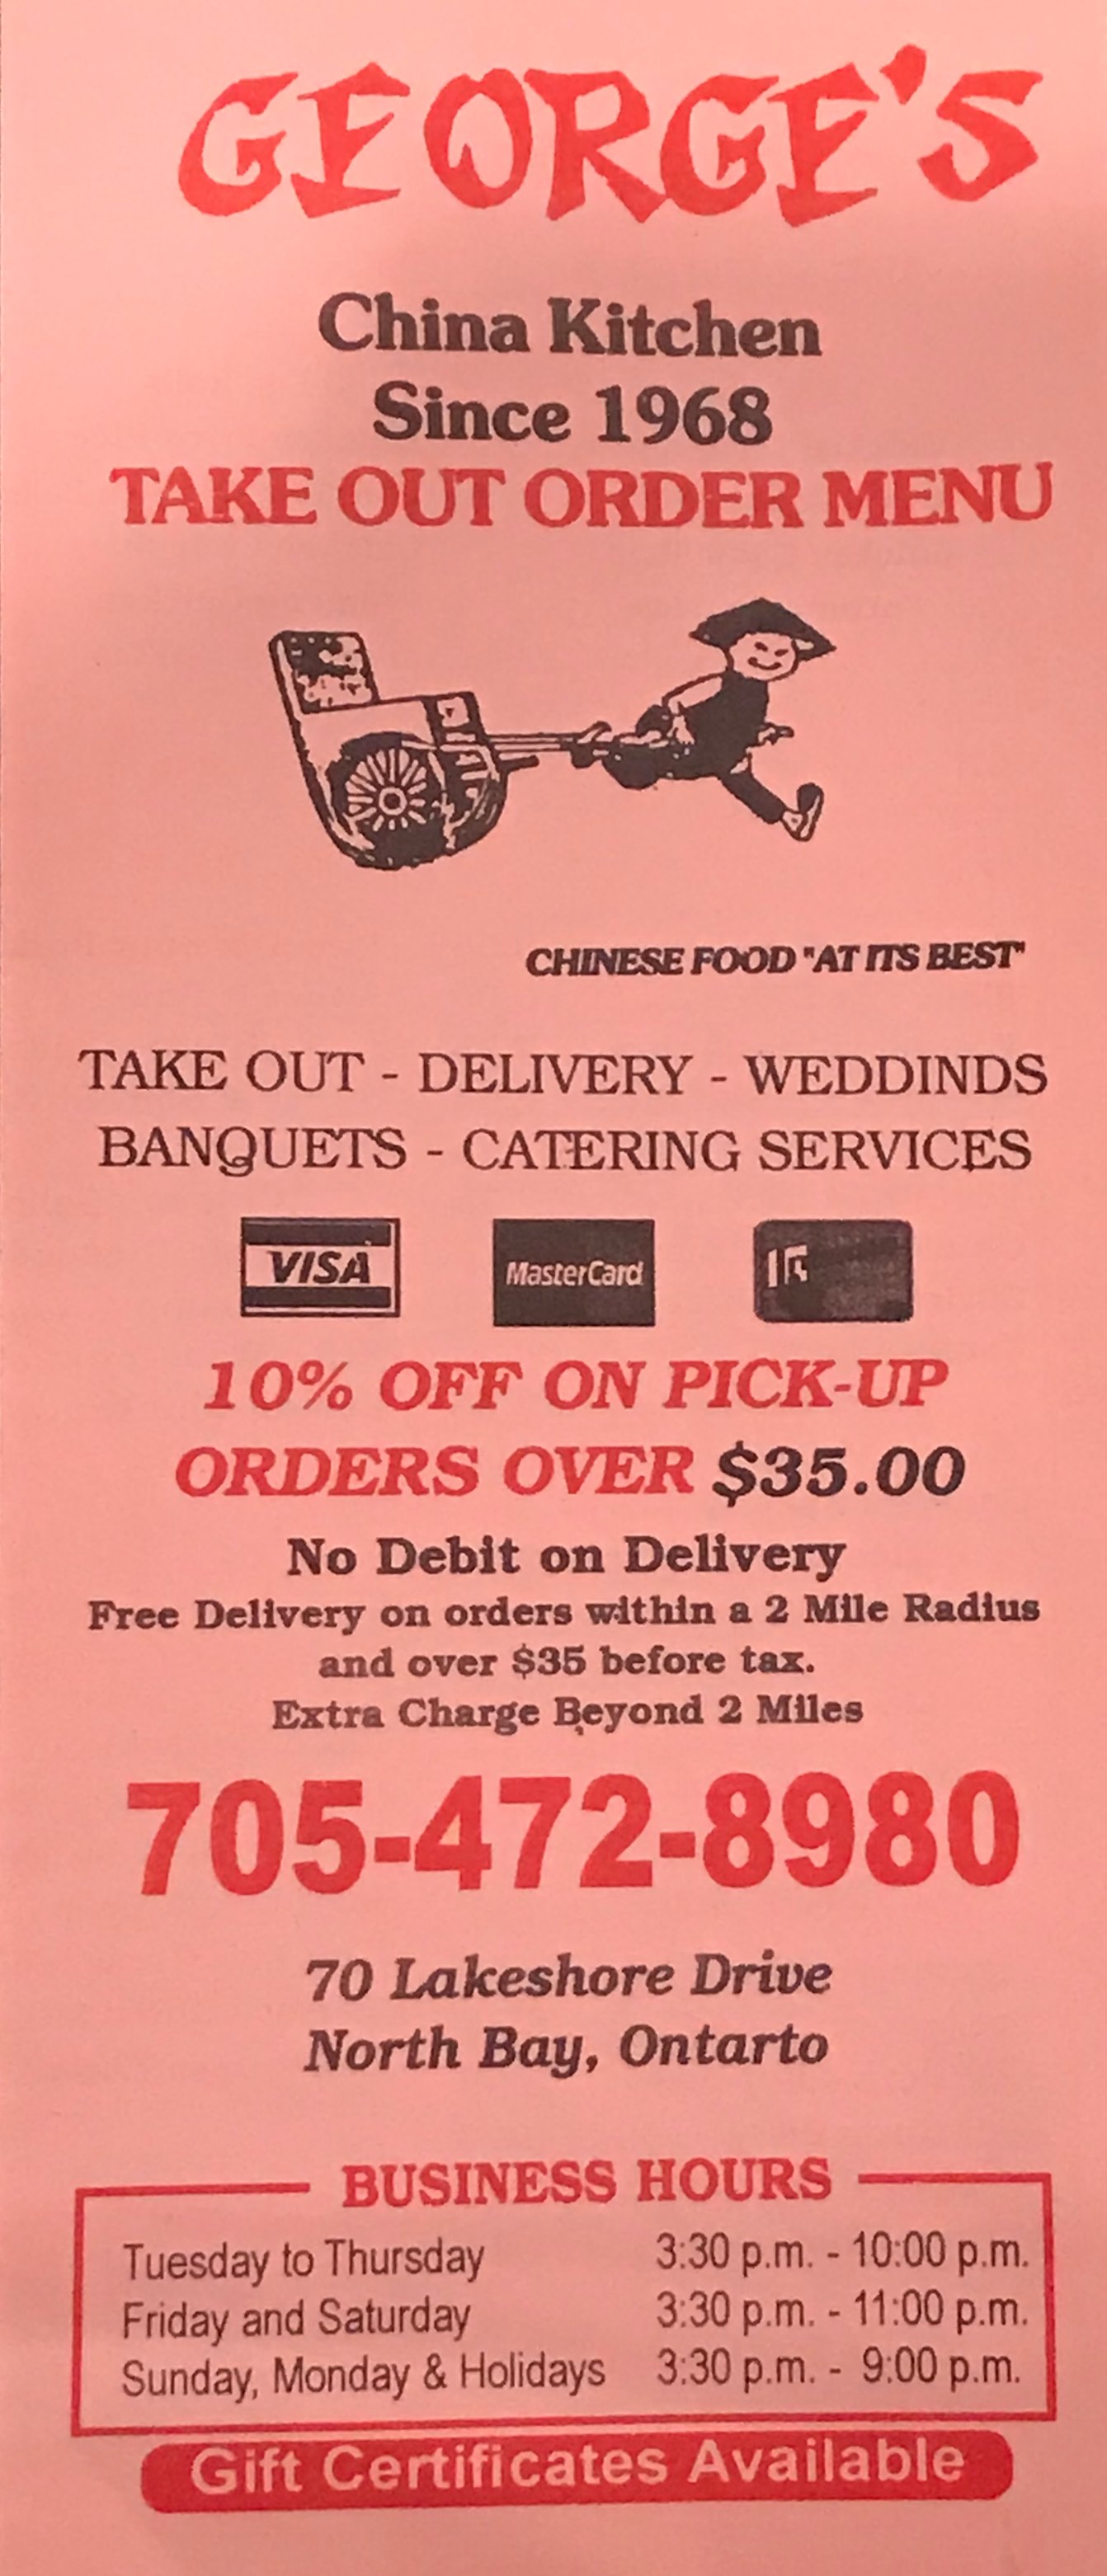 GEORGE'S
China Kitchen
Since 1968
TAKE OUT ORDER MENU
CHINESE FOOD "AT ITS BEST"
TAKE OUT - DELIVERY - WEDDINDS
BANQUETS - CATERING SERVICES
VISA MasterCard
10% OFF ON PICK-UP
ORDERS OVER $35.00
No Debit on Delivery
Free Delivery on orders within a 2 Mile Radius
and over $35 before tax.
Extra Charge Beyond 2 Miles
705-472-8980
70 Lakeshore Drive
North Bay, Ontarto
BUSINESS HOURS
Tuesday to Thursday 3:30 p.m. - 10:00 p.m.
Friday and Saturday 3:30 p.m. - 11:00 p.m.
Sunday, Monday & Holidays 3:30 p.m. - 9:00 p.m.
Gift Certificates Available